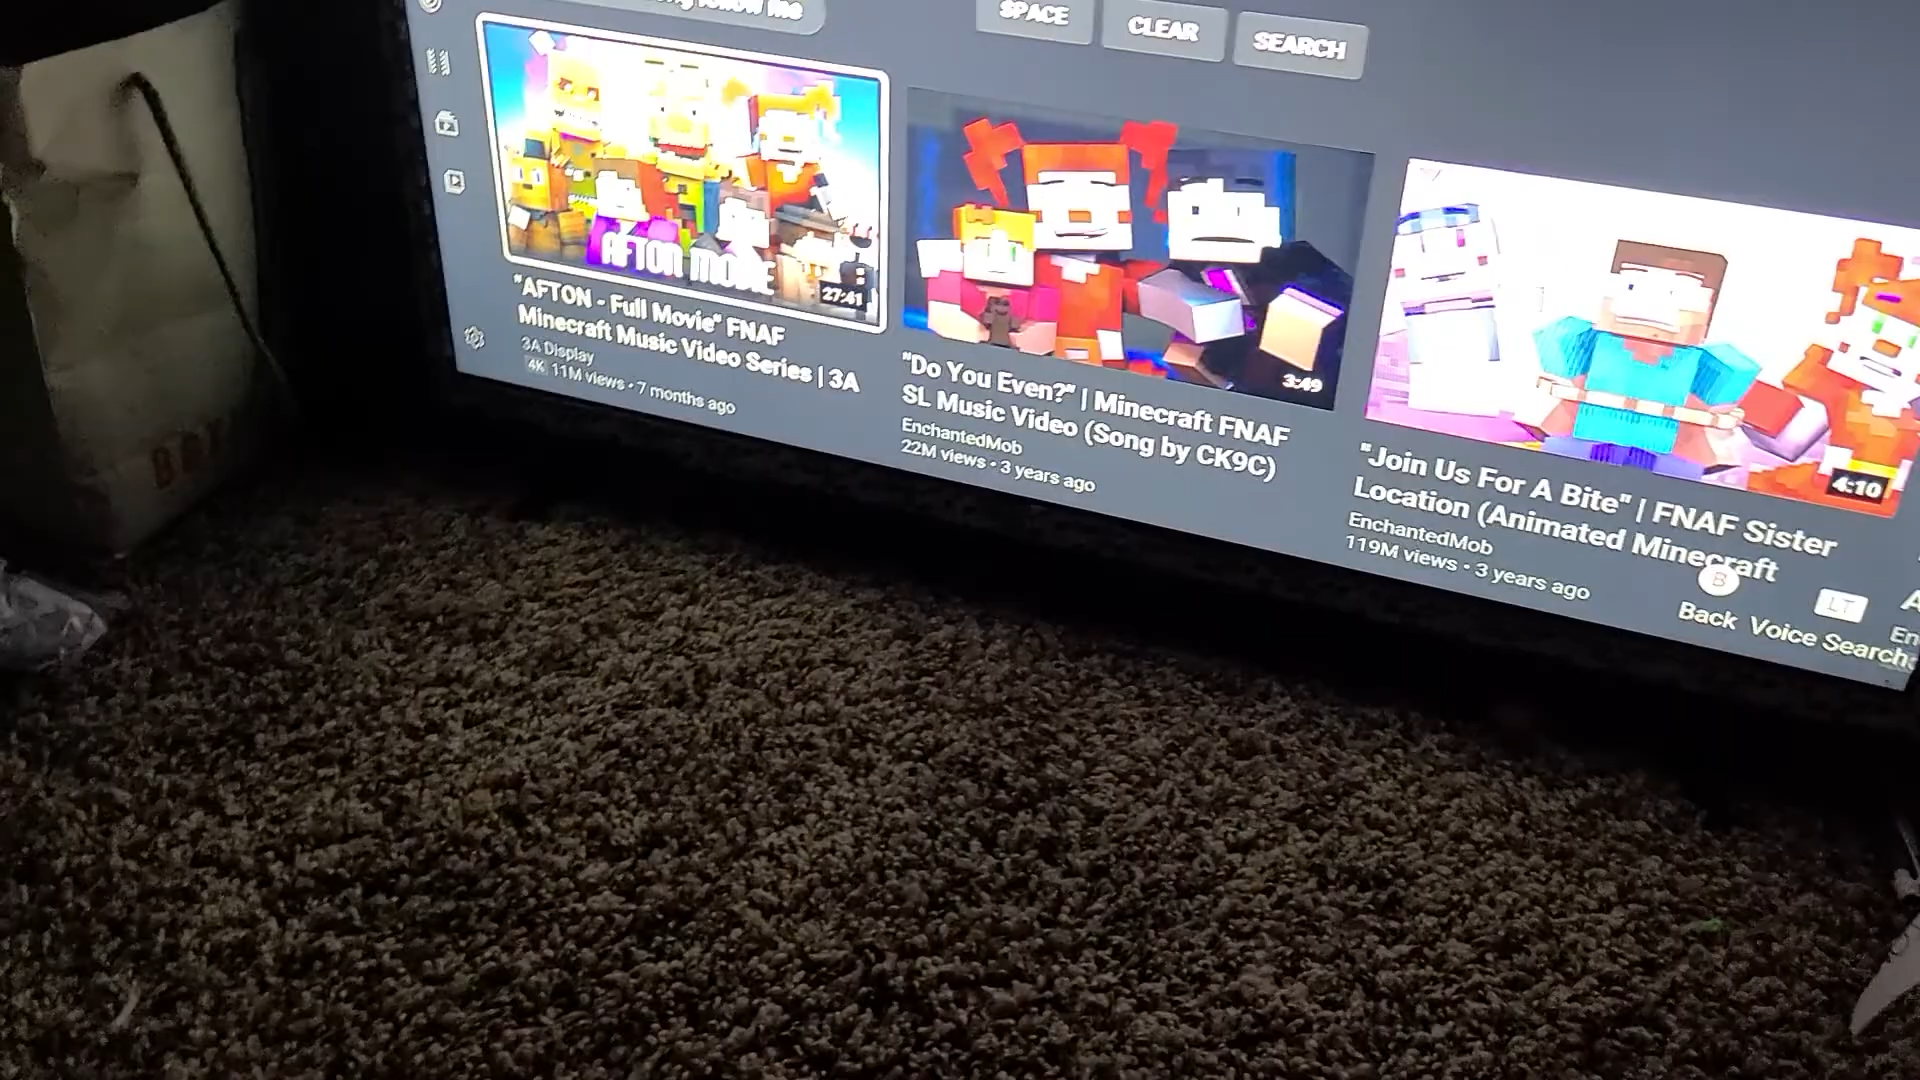 follow me
SPACE
CLEAR
SEARCH
AFTON MOVIE
27:41
"AFTON - Full Movie" FNAF
Minecraft Music Video Series | 3A
3A Display
4K 11M views • 7 months ago
3:49
"Do You Even?" | Minecraft FNAF
SL Music Video (Song by CK9C)
EnchantedMob
22M views • 3 years ago
4:10
"Join Us For A Bite" | FNAF Sister
Location (Animated Minecraft
EnchantedMob
119M views • 3 years ago
B
Back
LT
Voice Search